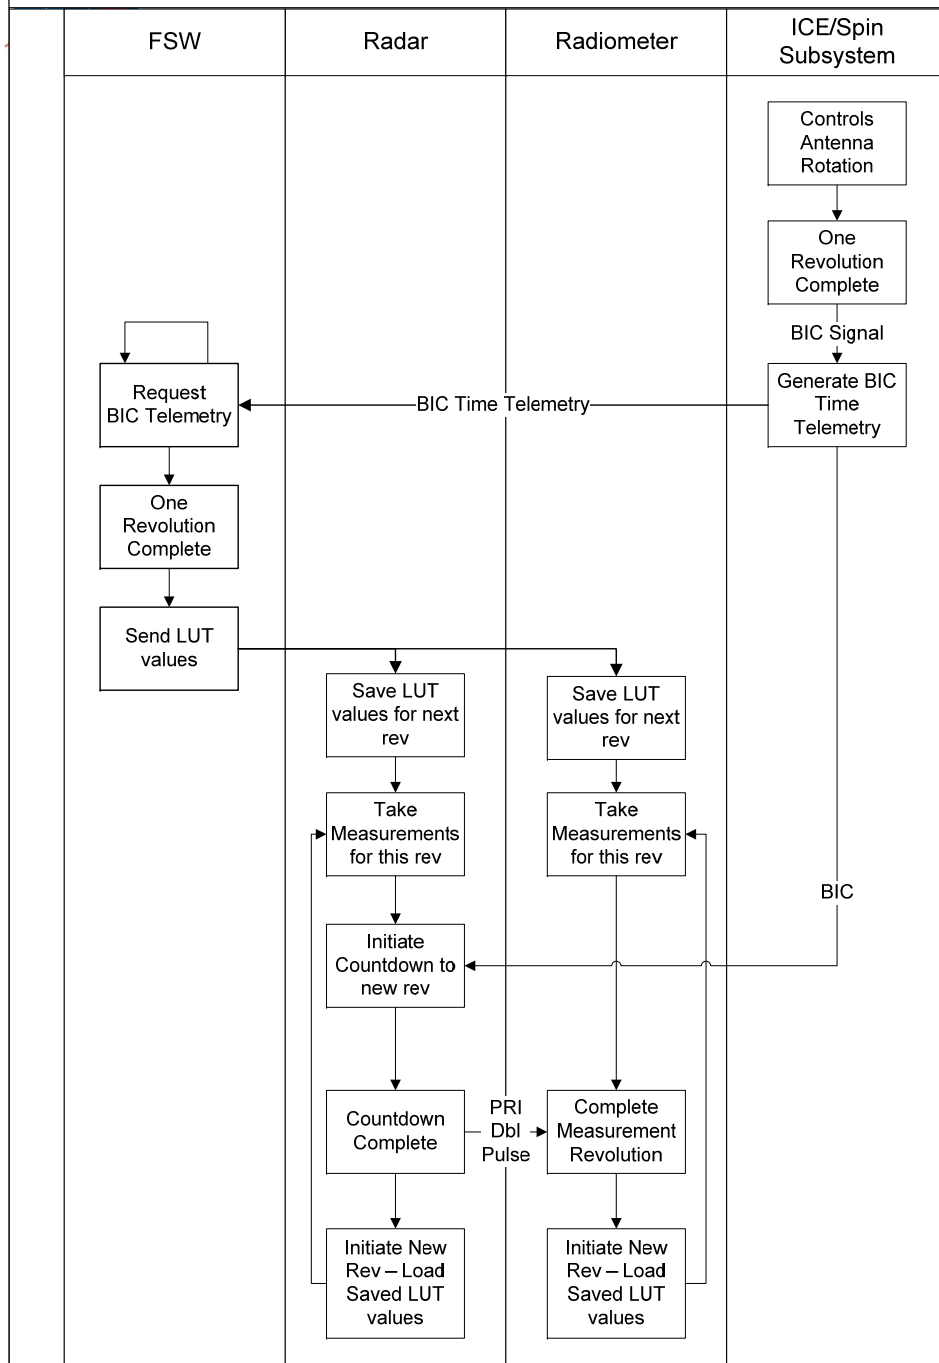 FSW
Radar
Radiometer
ICE/Spin
Subsystem
Controls
Antenna
Rotation
One
Revolution
Complete
BIC Signal
Generate BIC
Time
Telemetry
BIC Time Telemetry
Request
BIC Telemetry
One
Revolution
Complete
Send LUT
values
Save LUT
values for next
rev
Save LUT
values for next
rev
Take
Measurements
for this rev
Take
Measurements
for this rev
BIC
Initiate
Countdown to
new rev
Countdown
Complete
PRI
Dbl
Pulse
Complete
Measurement
Revolution
Initiate New
Rev – Load
Saved LUT
values
Initiate New
Rev – Load
Saved LUT
values